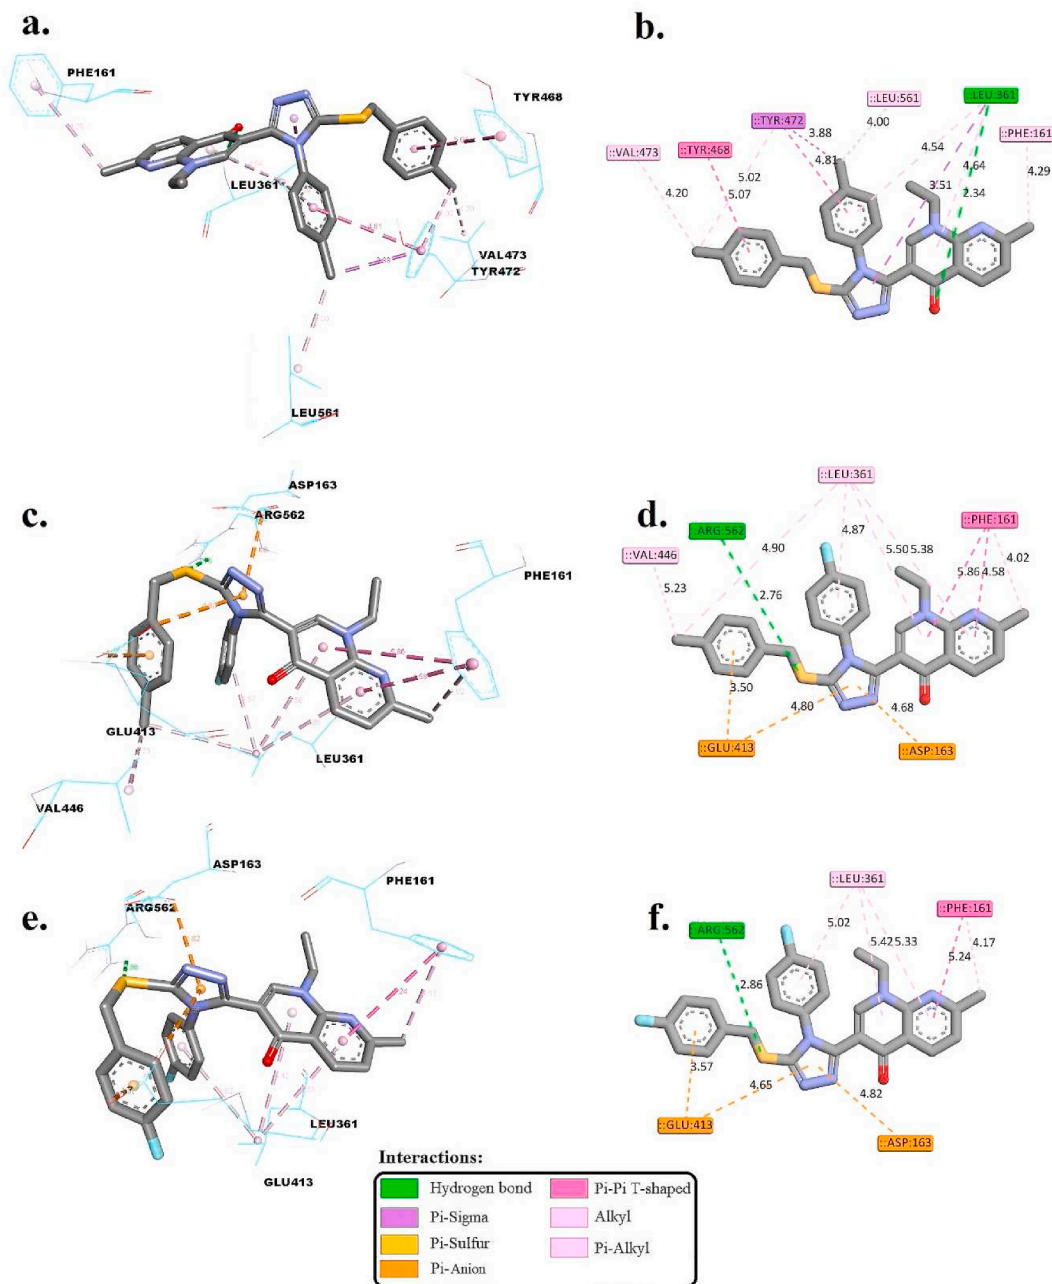 a.
PHE161
TYR468
LEU361
VAL473
TYR472
LEU561
b.
::LEU:561
::LEU:361
::TYR:472
::PHE:161
::TYR:468
::VAL:473
3.88
4.00
4.54
4.81
4.64
4.29
5.02
3.51
2.34
4.20
5.07
c.
ASP163
ARG562
PHE161
GLU413
LEU361
VAL446
d.
::LEU:361
::ARG:562
::PHE:161
::VAL:446
4.87
4.90
5.50
5.38
4.02
5.86
4.58
5.23
2.76
3.50
4.80
4.68
::GLU:413
::ASP:163
e.
ASP163
PHE161
ARG562
LEU361
GLU413
f.
::LEU:361
::PHE:161
::ARG:562
5.02
5.42
5.33
4.17
5.24
2.86
3.57
4.65
4.82
::GLU:413
::ASP:163
Interactions:
Hydrogen bond
Pi-Pi T-shaped
Pi-Sigma
Alkyl
Pi-Sulfur
Pi-Alkyl
Pi-Anion